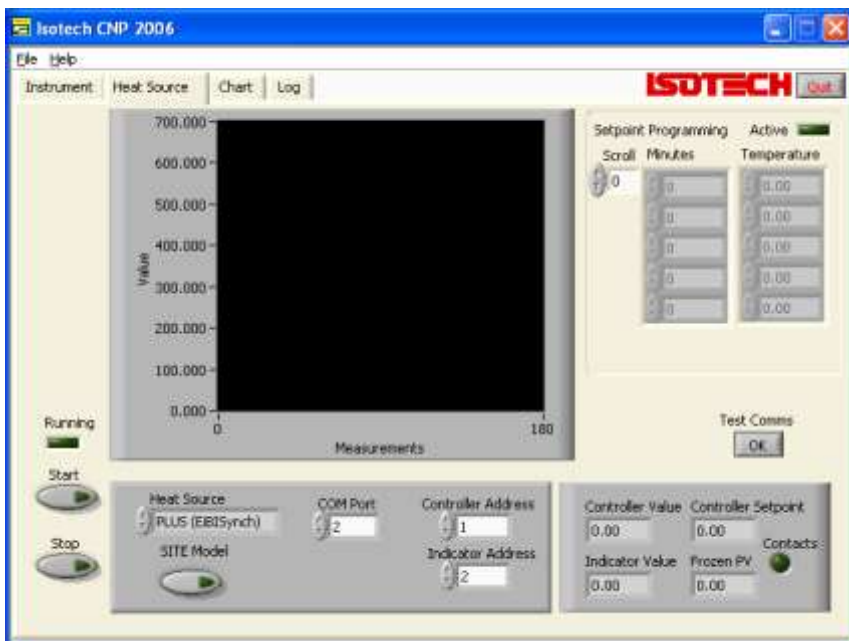 Isotech CNP 2006
File Help
Instrument Heat Source Chart Log
ISOTECH Quit
700.000
600.000
500.000
400.000
300.000
200.000
100.000
0.000
Value
0 180
Measurements
Setpoint Programming Active
Scroll Minutes Temperature
0 0 0.00
0 0.00
0 0.00
0 0.00
0 0.00
Running
Start
Stop
Test Comms
OK
Heat Source COM Port Controller Address
PLUS (EIBISynch) 2 1
SITE Model Indicator Address
2
Controller Value Controller Setpoint
0.00 0.00
Contacts
Indicator Value Frozen PV
0.00 0.00